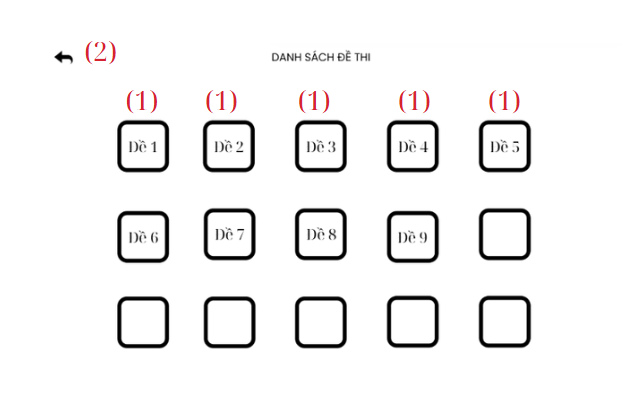 (2) DANH SÁCH ĐỀ THI
(1) (1) (1) (1) (1)
Đề 1 Đề 2 Đề 3 Đề 4 Đề 5
Đề 6 Đề 7 Đề 8 Đề 9